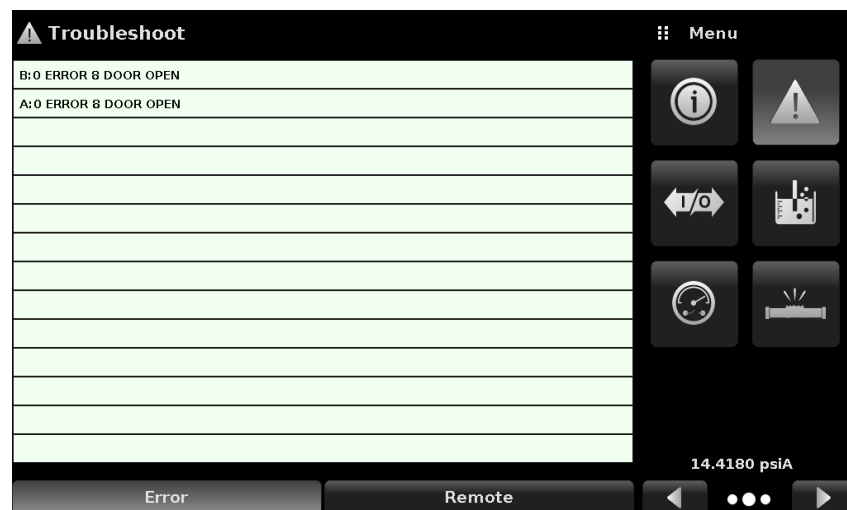 Troubleshoot
Menu
B:0 ERROR 8 DOOR OPEN
A:0 ERROR 8 DOOR OPEN
I/O
14.4180 psiA
Error
Remote